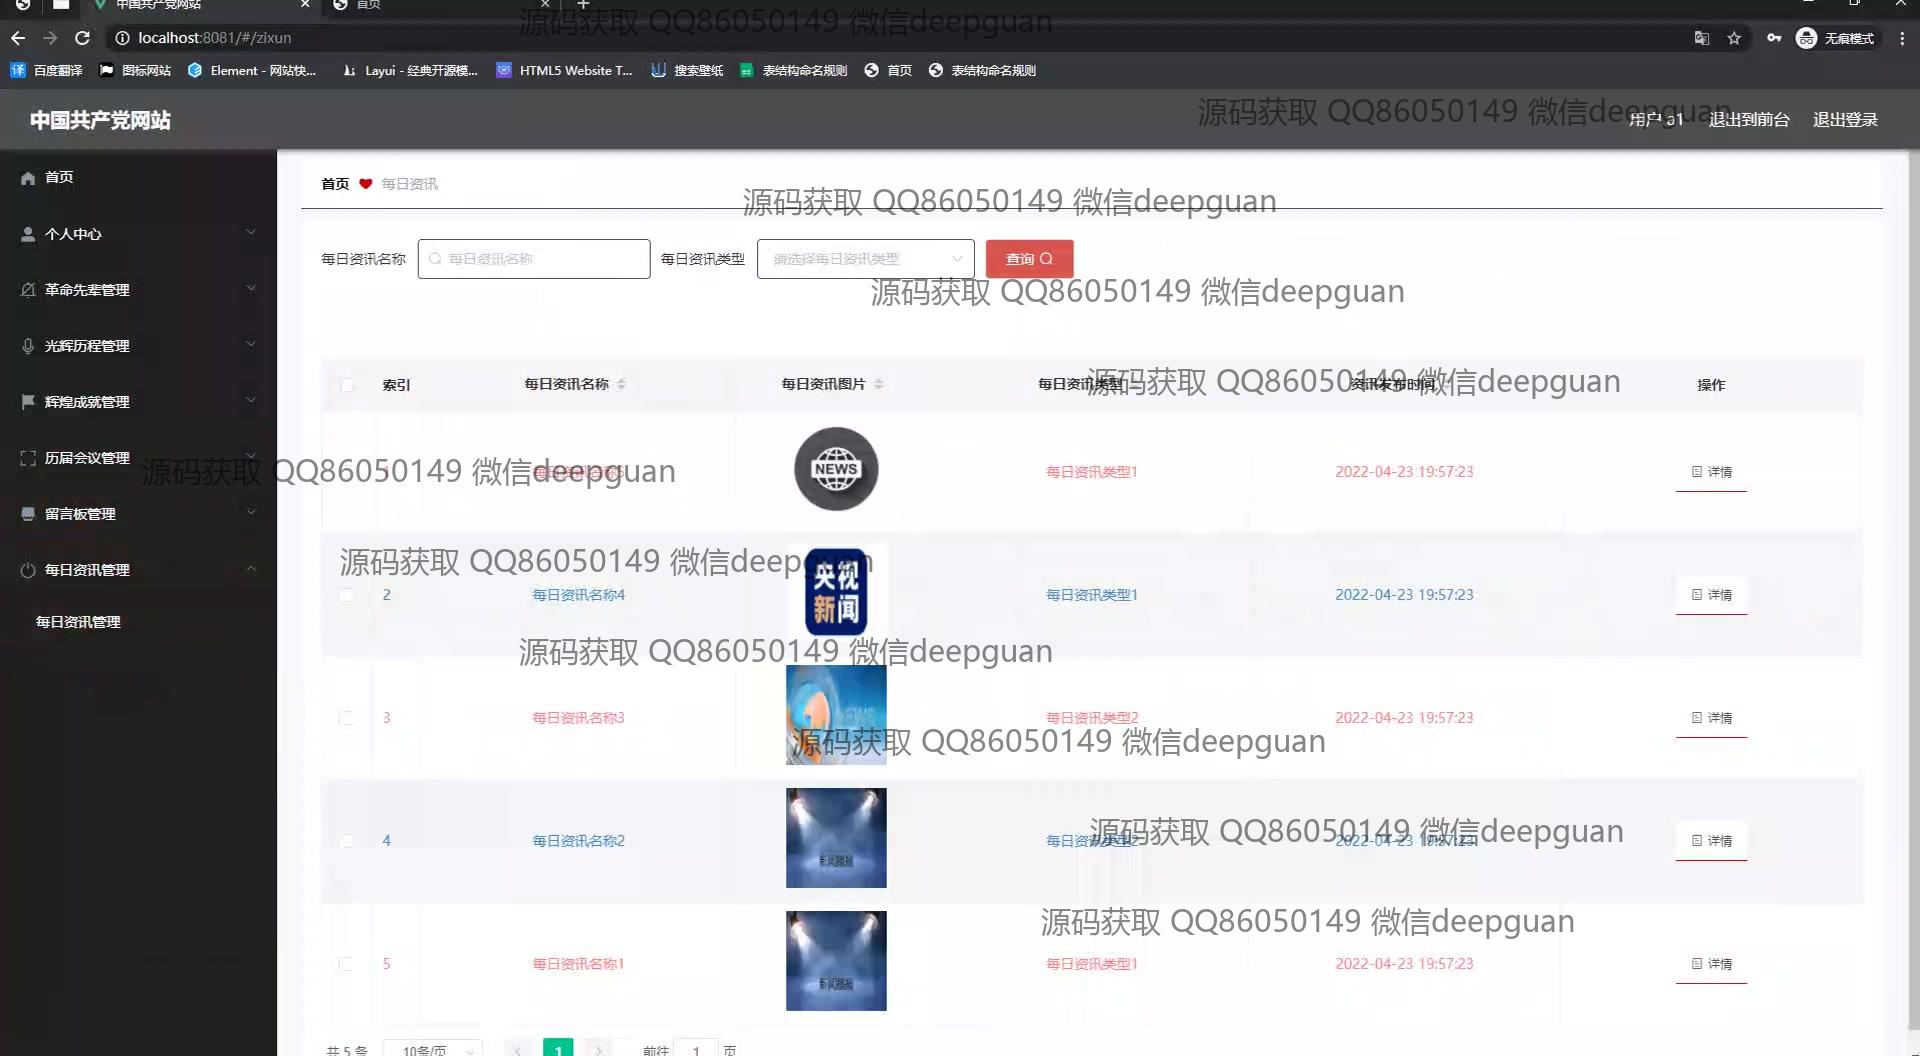 中国共产党网站
首页
源码获取 QQ86050149 微信deepguan
localhost:8081/#/zixun
无痕模式
百度翻译
图标网站
Element - 网站快...
Layui - 经典开源模...
HTML5 Website T...
搜索壁纸
表结构命名规则
首页
表结构命名规则
中国共产党网站
源码获取 QQ86050149 微信deepguan
用户 a1
退出到前台
退出登录
首页
个人中心
革命先辈管理
光辉历程管理
辉煌成就管理
历届会议管理
留言板管理
每日资讯管理
每日资讯管理
首页 每日资讯
源码获取 QQ86050149 微信deepguan
每日资讯名称 每日资讯名称 每日资讯类型 请选择每日资讯类型 查询
源码获取 QQ86050149 微信deepguan
索引 每日资讯名称 每日资讯图片 每日资讯类型 资讯发布时间 操作
源码获取 QQ86050149 微信deepguan
NEWS
每日资讯类型1 2022-04-23 19:57:23 详情
源码获取 QQ86050149 微信deepguan
源码获取 QQ86050149 微信deepguan
央视
新闻
2 每日资讯名称4 每日资讯类型1 2022-04-23 19:57:23 详情
源码获取 QQ86050149 微信deepguan
3 每日资讯名称3 每日资讯类型2 2022-04-23 19:57:23 详情
源码获取 QQ86050149 微信deepguan
4 每日资讯名称2 每日资讯类型2 2022-04-23 19:57:23 详情
源码获取 QQ86050149 微信deepguan
源码获取 QQ86050149 微信deepguan
5 每日资讯名称1 每日资讯类型1 2022-04-23 19:57:23 详情
共 5 条 10条/页 1 前往 1 页